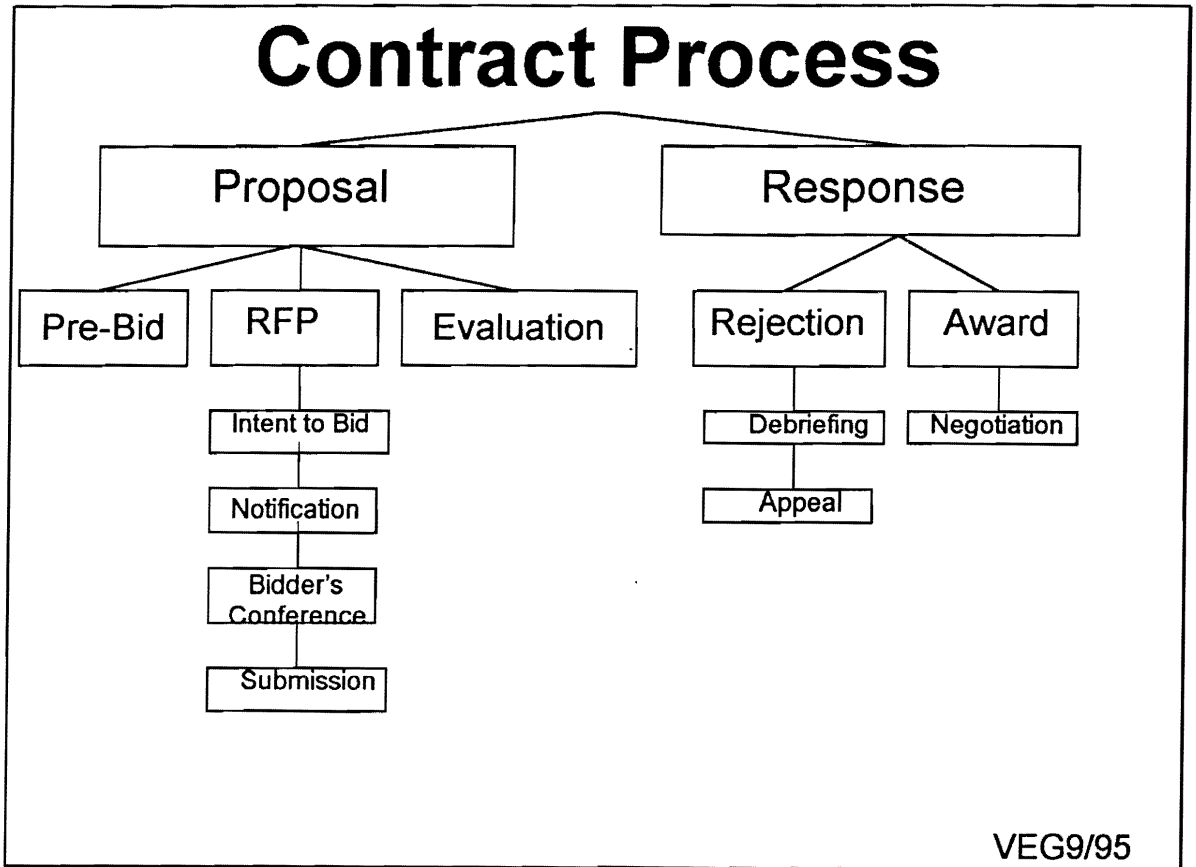 Contract Process
Proposal
Response
Pre-Bid
RFP
Evaluation
Rejection
Award
Intent to Bid
Debriefing
Negotiation
Notification
Appeal
Bidder's
Conference
Submission
VEG9/95